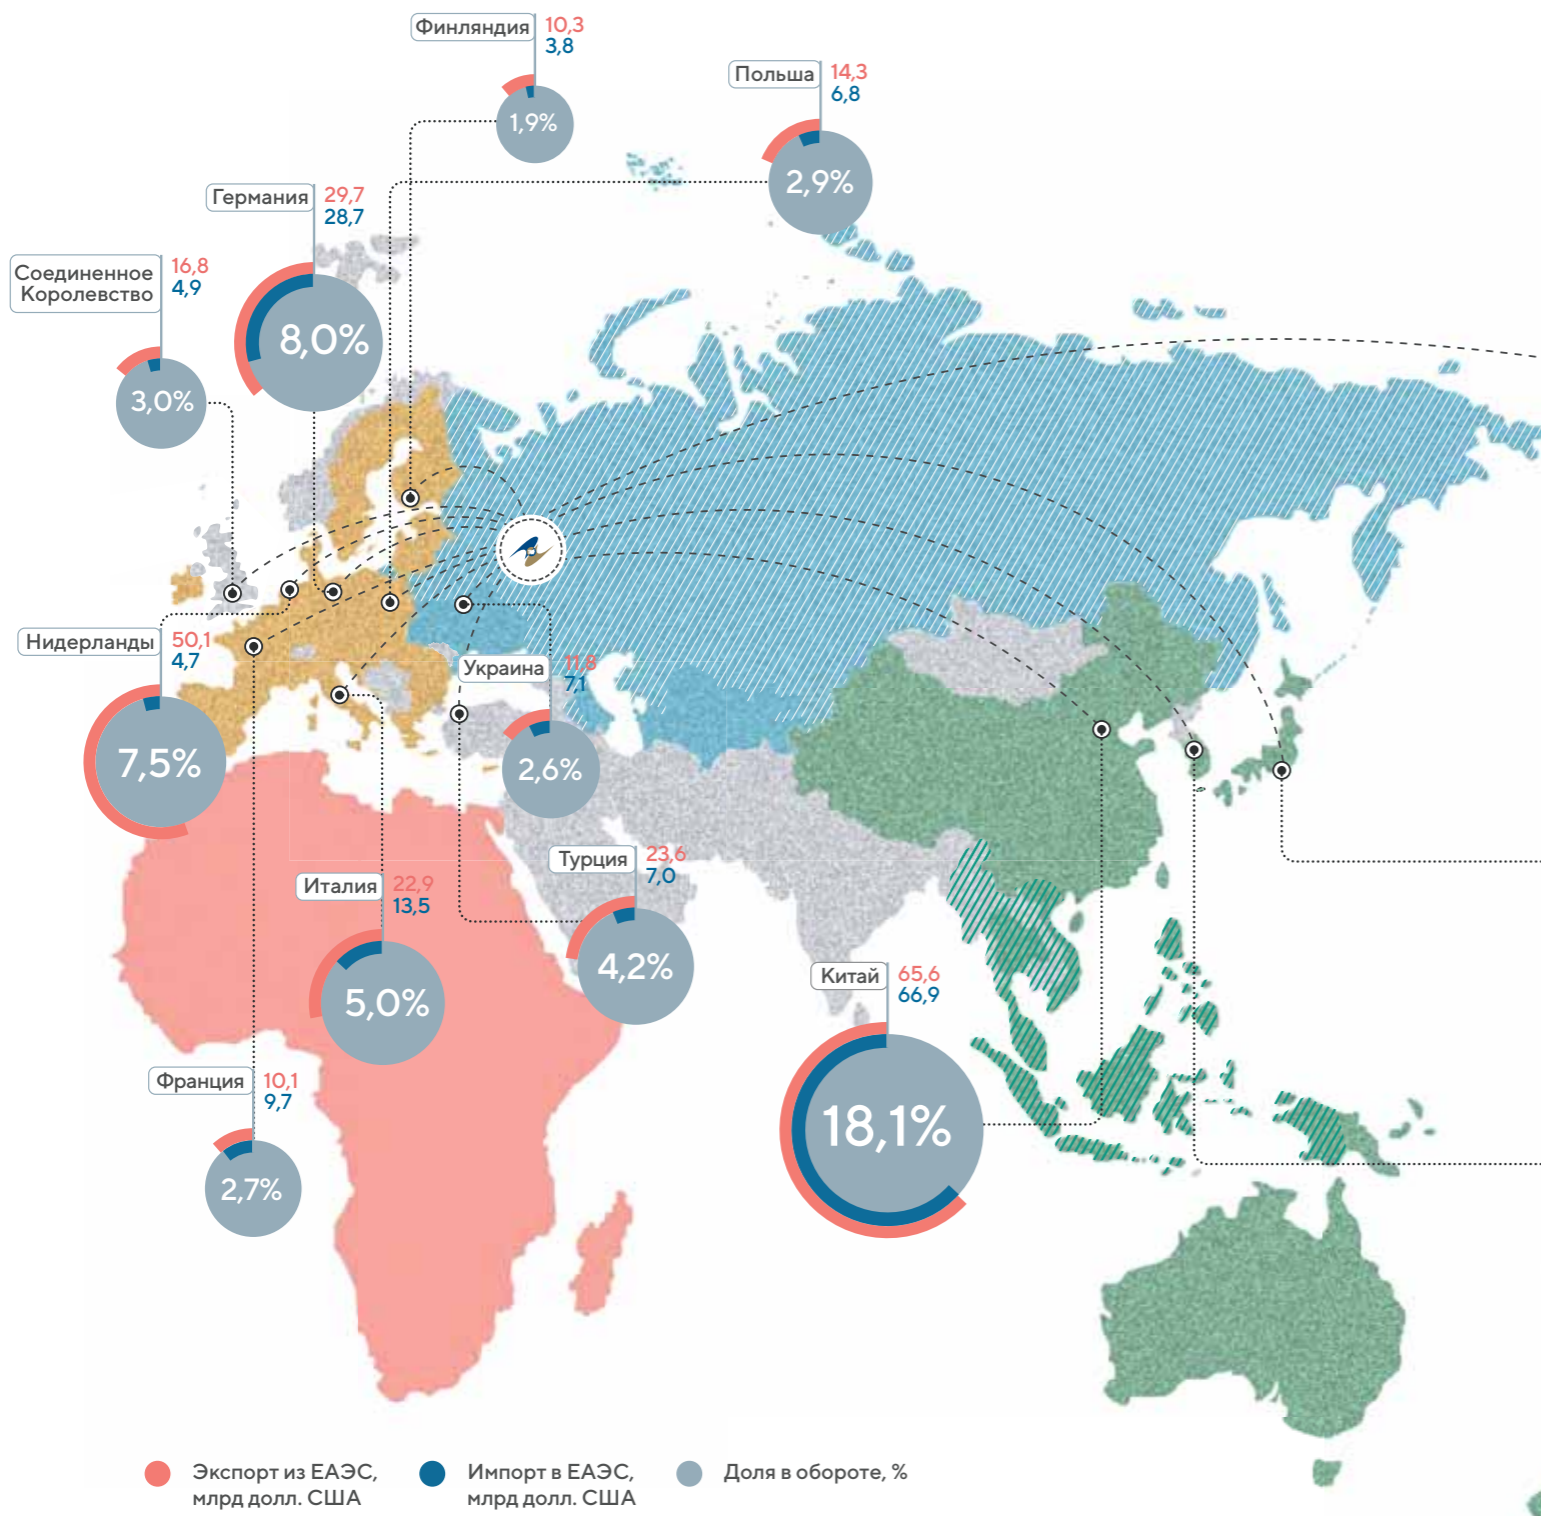 Финляндия
10,3
3,8
1,9%
Польша
14,3
6,8
2,9%
Германия
29,7
28,7
8,0%
Соединенное
Королевство
16,8
4,9
3,0%
Нидерланды
50,1
4,7
7,5%
Украина
11,8
7,1
2,6%
Турция
23,6
7,0
4,2%
Италия
22,9
13,5
5,0%
Китай
65,6
66,9
18,1%
Франция
10,1
9,7
2,7%
Экспорт из ЕАЭС,
млрд долл. США
Импорт в ЕАЭС,
млрд долл. США
Доля в обороте, %